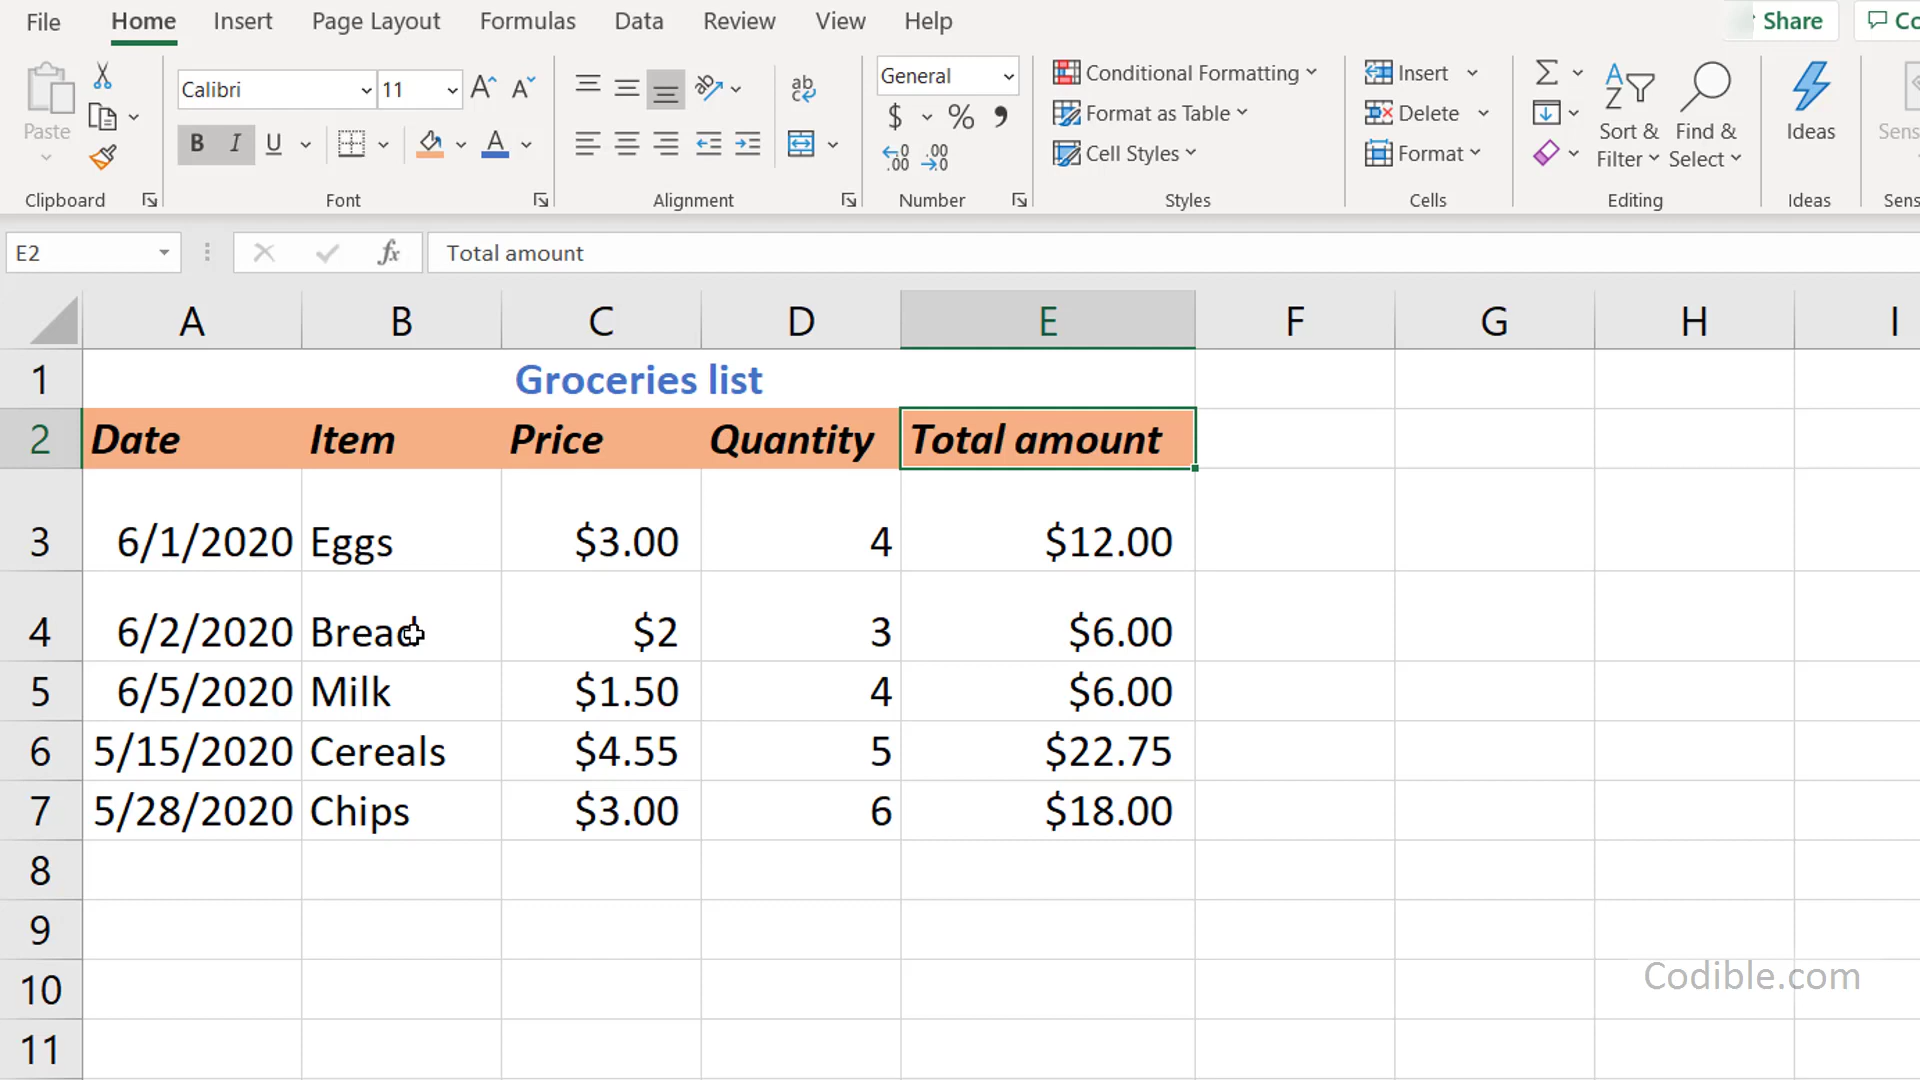 File Home Insert Page Layout Formulas Data Review View Help Share
Calibri 11 General Conditional Formatting Insert
Format as Table Delete
Paste B I U Cell Styles Format Sort & Filter Find & Select Ideas
Clipboard Font Alignment Number Styles Cells Editing Ideas
E2 fx Total amount
A B C D E F G H I
1 Groceries list
2 Date Item Price Quantity Total amount
3 6/1/2020 Eggs $3.00 4 $12.00
4 6/2/2020 Bread $2 3 $6.00
5 6/5/2020 Milk $1.50 4 $6.00
6 5/15/2020 Cereals $4.55 5 $22.75
7 5/28/2020 Chips $3.00 6 $18.00
8
9
10
Codible.com
11